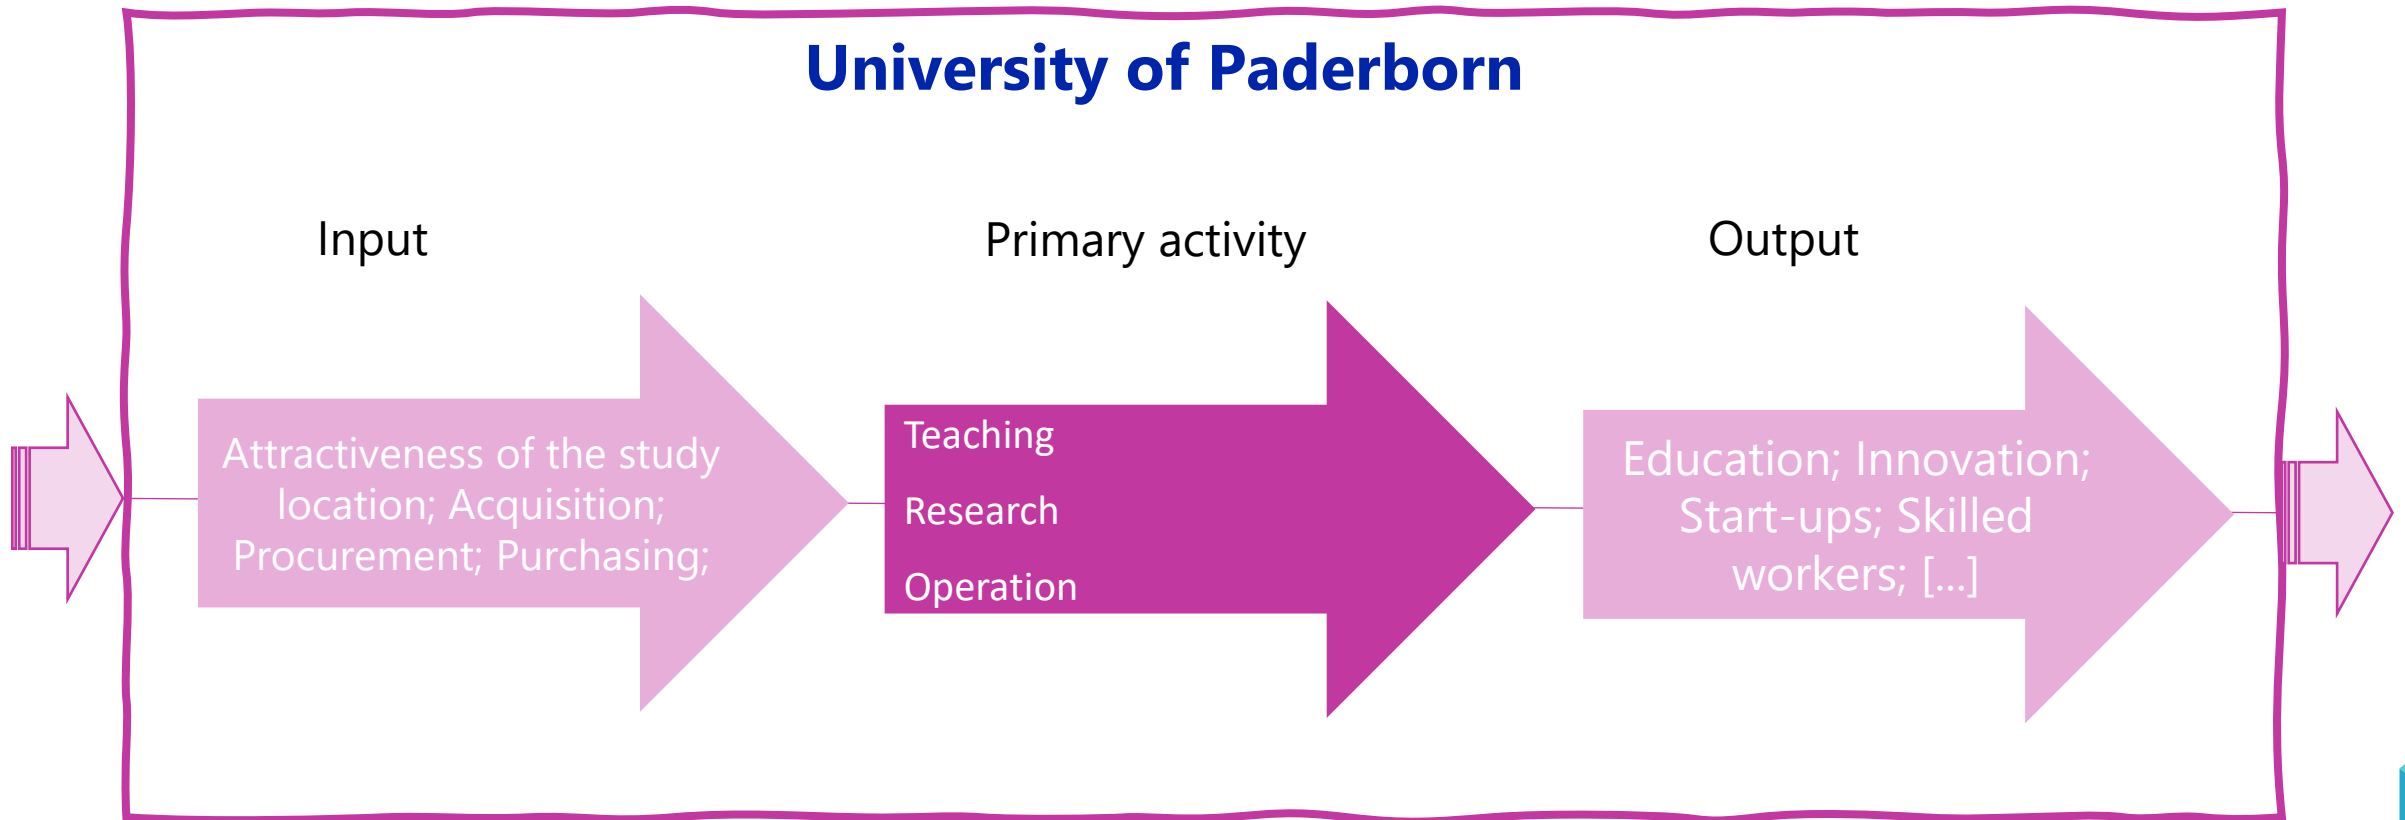 University of Paderborn
Input
Primary activity
Output
Attractiveness of the study
location; Acquisition;
Procurement; Purchasing;
Teaching
Research
Operation
Education; Innovation;
Start-ups; Skilled
workers; [...]